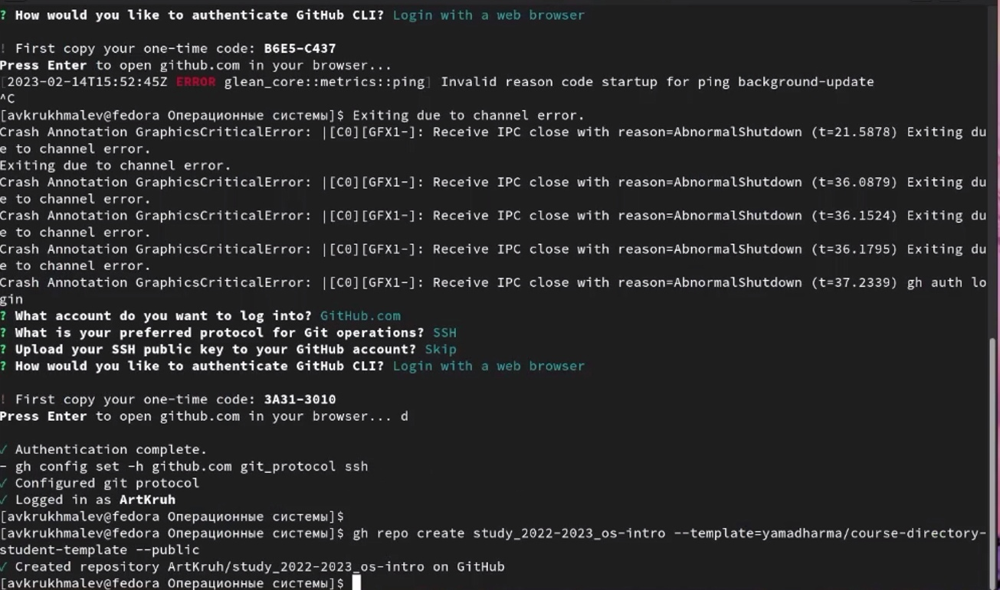 ? How would you like to authenticate GitHub CLI? Login with a web browser
! First copy your one-time code: B6E5-C437
Press Enter to open github.com in your browser...
[2023-02-14T15:52:45Z ERROR glean_core::metrics::ping] Invalid reason code startup for ping background-update
^C
[avkrukhmalev@fedora Операционные системы]$ Exiting due to channel error.
Crash Annotation GraphicsCriticalError: |[C0][GFX1-]: Receive IPC close with reason=AbnormalShutdown (t=21.5878) Exiting du
e to channel error.
Exiting due to channel error.
Crash Annotation GraphicsCriticalError: |[C0][GFX1-]: Receive IPC close with reason=AbnormalShutdown (t=36.0879) Exiting du
e to channel error.
Crash Annotation GraphicsCriticalError: |[C0][GFX1-]: Receive IPC close with reason=AbnormalShutdown (t=36.1524) Exiting du
e to channel error.
Crash Annotation GraphicsCriticalError: |[C0][GFX1-]: Receive IPC close with reason=AbnormalShutdown (t=36.1795) Exiting du
e to channel error.
Crash Annotation GraphicsCriticalError: |[C0][GFX1-]: Receive IPC close with reason=AbnormalShutdown (t=37.2339) gh auth lo
gin
? What account do you want to log into? GitHub.com
? What is your preferred protocol for Git operations? SSH
? Upload your SSH public key to your GitHub account? Skip
? How would you like to authenticate GitHub CLI? Login with a web browser
! First copy your one-time code: 3A31-3010
Press Enter to open github.com in your browser... d
✓ Authentication complete.
- gh config set -h github.com git_protocol ssh
✓ Configured git protocol
✓ Logged in as ArtKruh
[avkrukhmalev@fedora Операционные системы]$
[avkrukhmalev@fedora Операционные системы]$ gh repo create study_2022-2023_os-intro --template=yamadharma/course-directory-
student-template --public
✓ Created repository ArtKruh/study_2022-2023_os-intro on GitHub
[avkrukhmalev@fedora Операционные системы]$